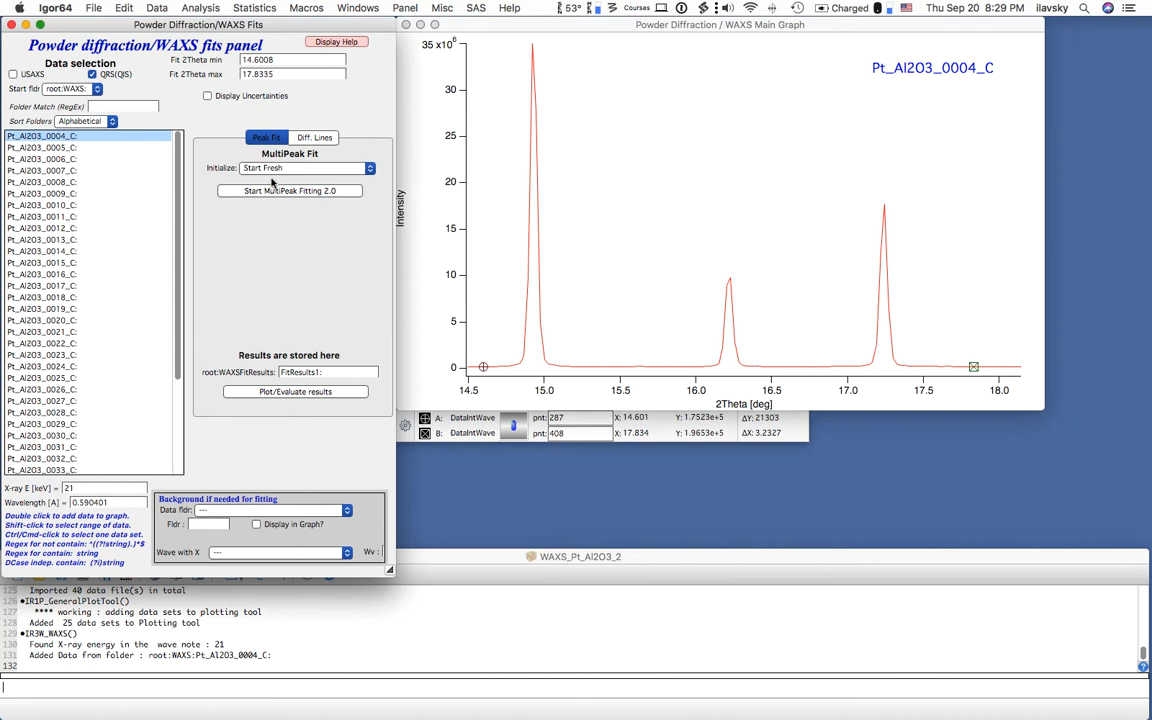 Igor64 File Edit Data Analysis Statistics Macros Windows Panel Misc SAS Help 53° Courses Charged Thu Sep 20 8:29 PM ilavsky
Powder Diffraction/WAXS Fits
Powder diffraction/WAXS fits panel
Display Help
Data selection
USAXS QRS(QIS)
Start fldr root:WAXS:
Folder Match (RegEx)
Sort Folders Alphabetical
Fit 2Theta min 14.6008
Fit 2Theta max 17.8335
Display Uncertainties
Pt_Al2O3_0004_C:
Pt_Al2O3_0005_C:
Pt_Al2O3_0006_C:
Pt_Al2O3_0007_C:
Pt_Al2O3_0008_C:
Pt_Al2O3_0009_C:
Pt_Al2O3_0010_C:
Pt_Al2O3_0011_C:
Pt_Al2O3_0012_C:
Pt_Al2O3_0013_C:
Pt_Al2O3_0014_C:
Pt_Al2O3_0015_C:
Pt_Al2O3_0016_C:
Pt_Al2O3_0017_C:
Pt_Al2O3_0018_C:
Pt_Al2O3_0019_C:
Pt_Al2O3_0020_C:
Pt_Al2O3_0021_C:
Pt_Al2O3_0022_C:
Pt_Al2O3_0023_C:
Pt_Al2O3_0024_C:
Pt_Al2O3_0025_C:
Pt_Al2O3_0026_C:
Pt_Al2O3_0027_C:
Pt_Al2O3_0028_C:
Pt_Al2O3_0029_C:
Pt_Al2O3_0030_C:
Pt_Al2O3_0031_C:
Pt_Al2O3_0032_C:
Pt_Al2O3_0033_C:
Peak Fit Diff. Lines
MultiPeak Fit
Initialize: Start Fresh
Start MultiPeak Fitting 2.0
Results are stored here
root:WAXSFitResults: FitResults1:
Plot/Evaluate results
X-ray E [keV] = 21
Wavelength [A] = 0.590401
Double click to add data to graph.
Shift-click to select range of data.
Ctrl/Cmd-click to select one data set.
Regex for not contain: ^((?!string).)*$
Regex for contain: string
DCase indep. contain: (?i)string
Background if needed for fitting
Data fldr: ---
Fldr : Display in Graph?
Wave with X --- Wv :
Powder Diffraction / WAXS Main Graph
Pt_Al2O3_0004_C
35x10⁶
30
25
20
15
10
5
0
Intensity
14.5 15.0 15.5 16.0 16.5 17.0 17.5 18.0
2Theta [deg]
A: DataIntWave pnt: 287 X: 14.601 Y: 1.7523e+5 ΔY: 21303
B: DataIntWave pnt: 408 X: 17.834 Y: 1.9653e+5 ΔX: 3.2327
WAXS_Pt_Al2O3_2
125 Imported 40 data file(s) in total
126 •IR1P_GeneralPlotTool()
127 **** working : adding data sets to plotting tool
128 Added 25 data sets to Plotting tool
129 •IR3W_WAXS()
130 Found X-ray energy in the wave note : 21
131 Added Data from folder : root:WAXS:Pt_Al2O3_0004_C:
132